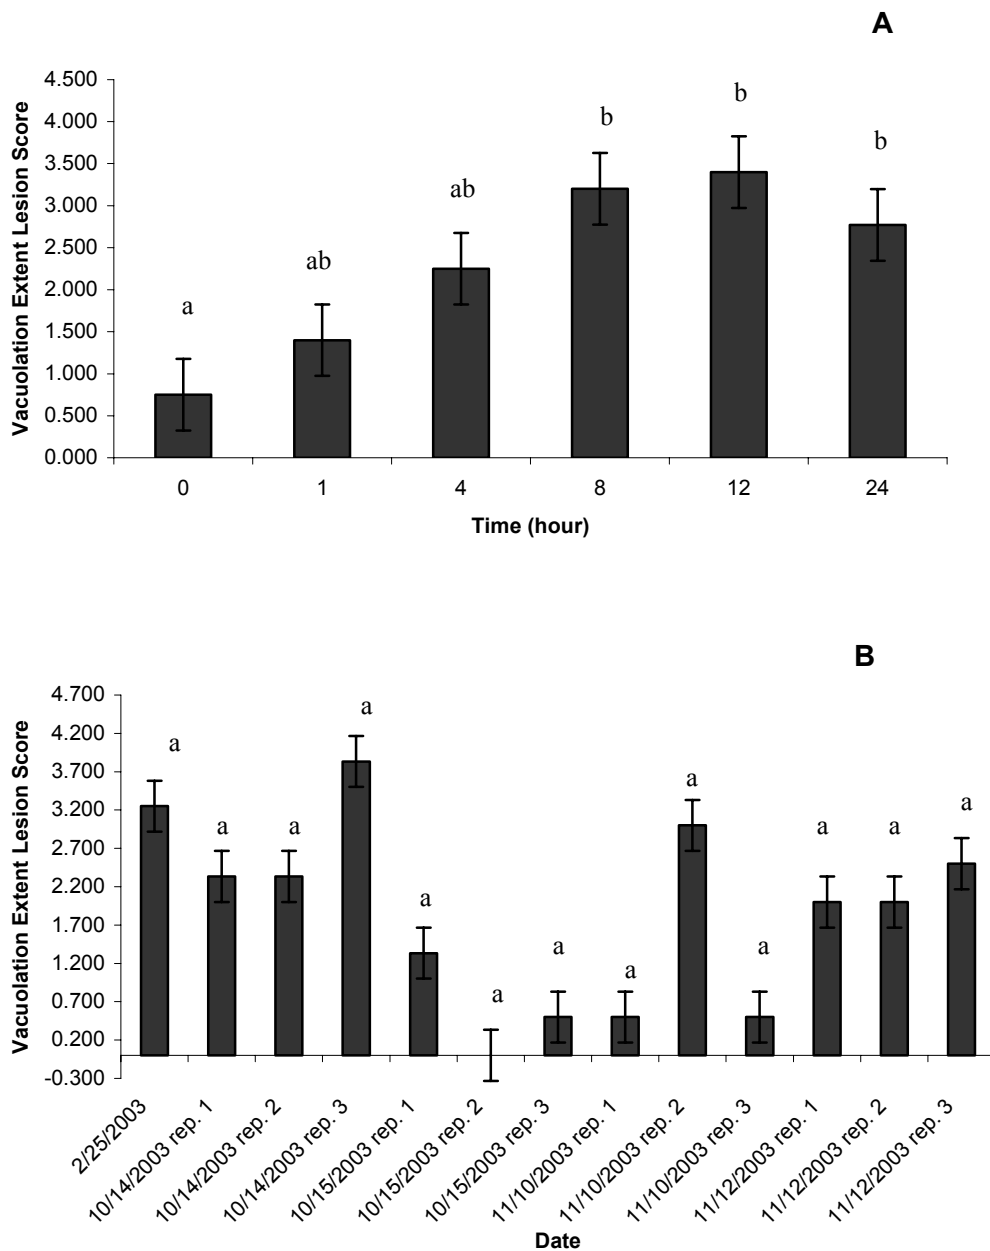 A
Vacuolation Extent Lesion Score
4.500
4.000
3.500
3.000
2.500
2.000
1.500
1.000
0.500
0.000
a
ab
ab
b
b
b
0 1 4 8 12 24
Time (hour)
B
Vacuolation Extent Lesion Score
4.700
4.200
3.700
3.200
2.700
2.200
1.700
1.200
0.700
0.200
-0.300
a
a
a
a
a
a
a
a
a
a
a
a
a
2/25/2003
10/14/2003 rep. 1
10/14/2003 rep. 2
10/14/2003 rep. 3
10/15/2003 rep. 1
10/15/2003 rep. 2
10/15/2003 rep. 3
11/10/2003 rep. 1
11/10/2003 rep. 2
11/10/2003 rep. 3
11/12/2003 rep. 1
11/12/2003 rep. 2
11/12/2003 rep. 3
Date